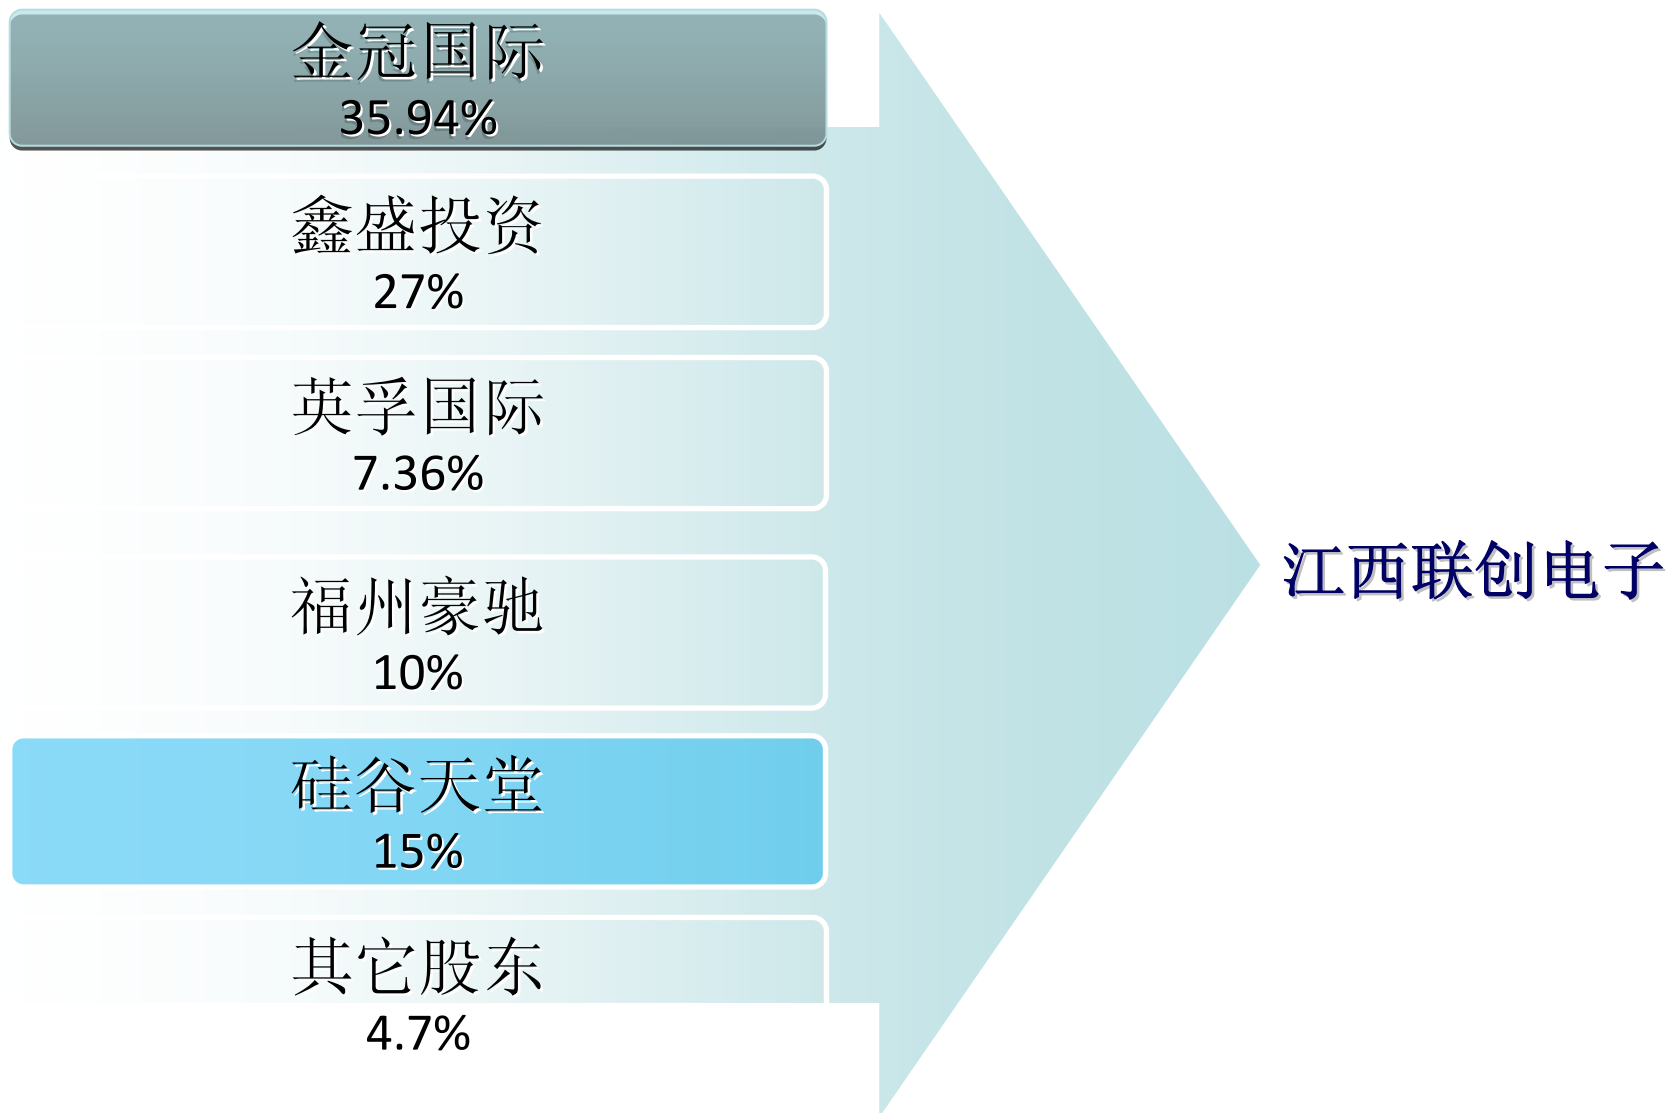 金冠国际
35.94%
鑫盛投资
27%
英孚国际
7.36%
福州豪驰
10%
硅谷天堂
15%
其它股东
4.7%
江西联创电子